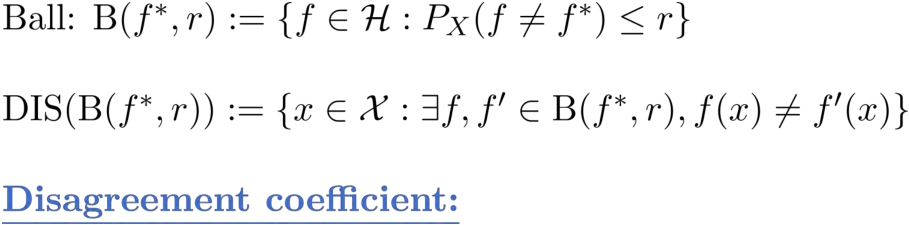 Ball: B(f*, r) := {f ∈ ℋ : P_X(f ≠ f*) ≤ r}
DIS(B(f*, r)) := {x ∈ 𝒳 : ∃f, f′ ∈ B(f*, r), f(x) ≠ f′(x)}
Disagreement coefficient: